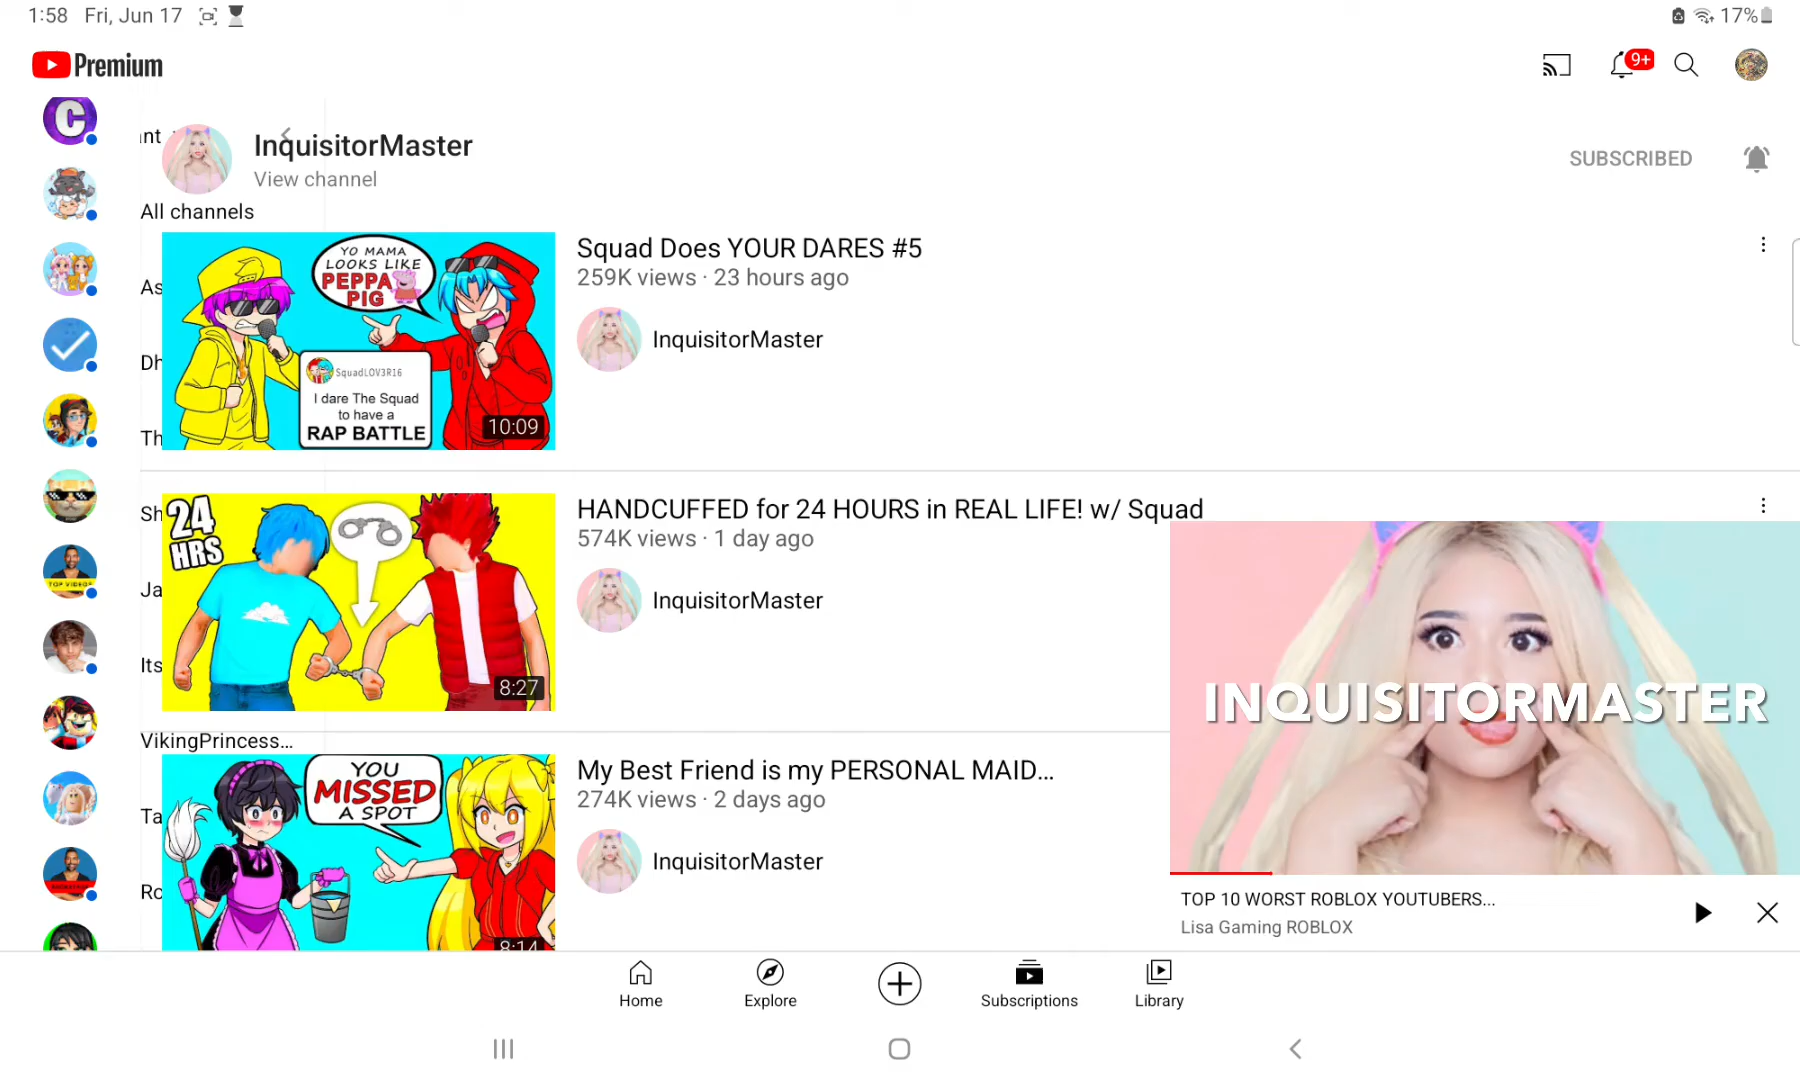 1:58 Fri, Jun 17
17%
Premium
9+
InquisitorMaster
View channel
SUBSCRIBED
All channels
YO MAMA
LOOKS LIKE
PEPPA
PIG
SquadLOV3R16
I dare The Squad
to have a
RAP BATTLE
10:09
Squad Does YOUR DARES #5
259K views · 23 hours ago
InquisitorMaster
As
Dh
Th
Sh
Ja
Its
24
HRS
8:27
HANDCUFFED for 24 HOURS in REAL LIFE! w/ Squad
574K views · 1 day ago
InquisitorMaster
TOP VIDEOS
VikingPrincess...
Ta
Ro
YOU
MISSED
A SPOT
8:14
My Best Friend is my PERSONAL MAID...
274K views · 2 days ago
InquisitorMaster
INQUISITORMASTER
TOP 10 WORST ROBLOX YOUTUBERS...
Lisa Gaming ROBLOX
Home
Explore
Subscriptions
Library